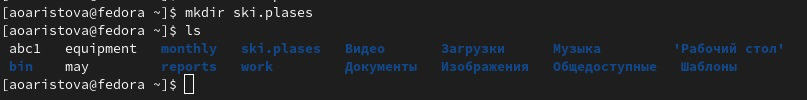 [aoaristova@fedora ~]$ mkdir ski.plases
[aoaristova@fedora ~]$ ls
abc1 equipment monthly ski.plases Видео Загрузки Музыка 'Рабочий стол'
bin may reports work Документы Изображения Общедоступные Шаблоны
[aoaristova@fedora ~]$